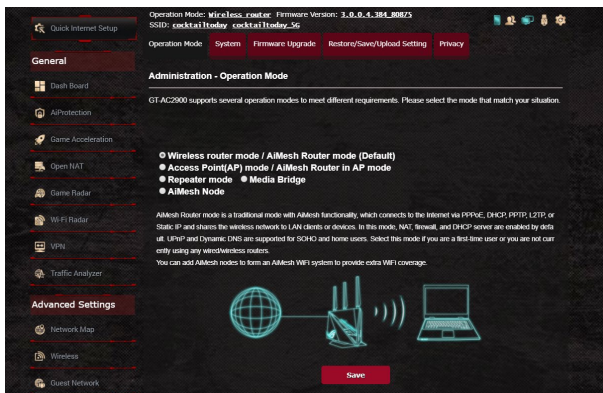 Quick Internet Setup
General
Dash Board
AiProtection
Game Acceleration
Open NAT
Game Radar
Wi-Fi Radar
VPN
Traffic Analyzer
Advanced Settings
Network Map
Wireless
Guest Network
Operation Mode: Wireless router Firmware Version: 3.0.0.4.384_80875
SSID: cocktailtoday cocktailtoday_5G
Operation Mode System Firmware Upgrade Restore/Save/Upload Setting Privacy
Administration - Operation Mode
GT-AC2900 supports several operation modes to meet different requirements. Please select the mode that match your situation.
Wireless router mode / AiMesh Router mode (Default)
Access Point(AP) mode / AiMesh Router in AP mode
Repeater mode Media Bridge
AiMesh Node
AiMesh Router mode is a traditional mode with AiMesh functionality, which connects to the Internet via PPPoE, DHCP, PPTP, L2TP, or
Static IP and shares the wireless network to LAN clients or devices. In this mode, NAT, firewall, and DHCP server are enabled by defa
ult. UPnP and Dynamic DNS are supported for SOHO and home users. Select this mode if you are a first-time user or you are not curr
ently using any wired/wireless routers.
You can add AiMesh nodes to form an AiMesh WiFi system to provide extra WiFi coverage.
Save